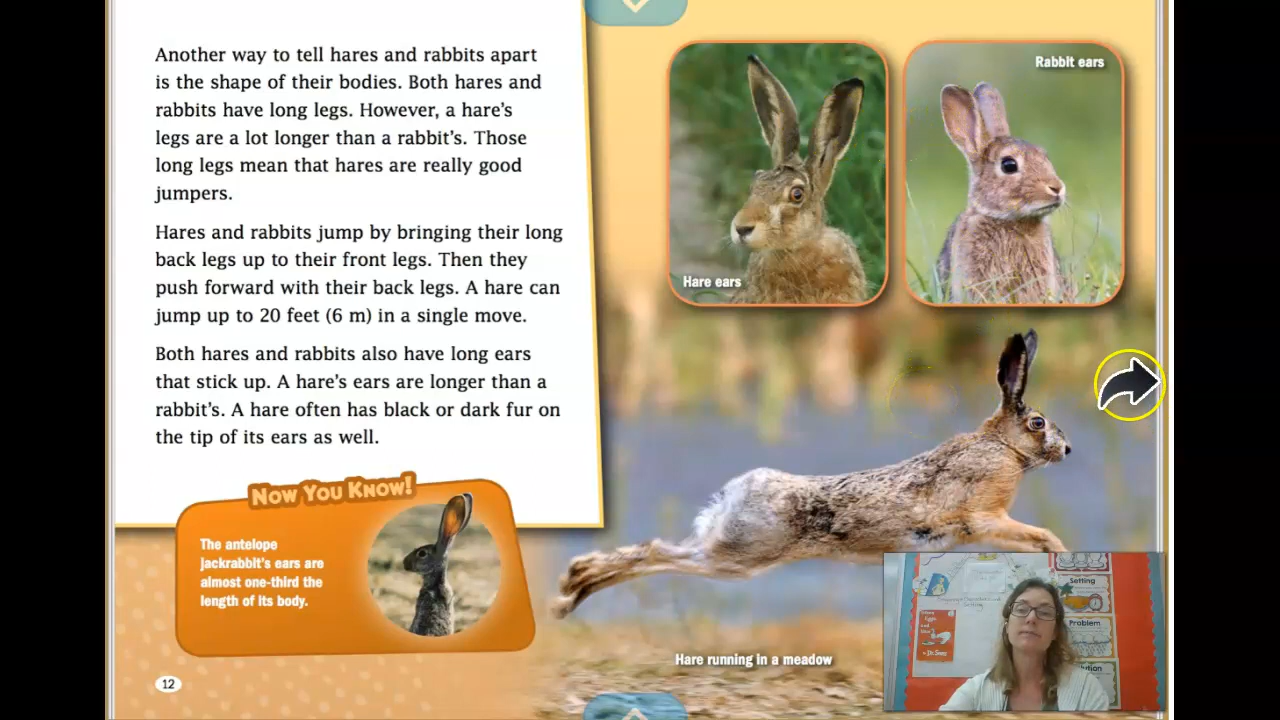 Another way to tell hares and rabbits apart
is the shape of their bodies. Both hares and
rabbits have long legs. However, a hare's
legs are a lot longer than a rabbit's. Those
long legs mean that hares are really good
jumpers.
Hares and rabbits jump by bringing their long
back legs up to their front legs. Then they
push forward with their back legs. A hare can
jump up to 20 feet (6 m) in a single move.
Both hares and rabbits also have long ears
that stick up. A hare's ears are longer than a
rabbit's. A hare often has black or dark fur on
the tip of its ears as well.
Now You Know!
The antelope
jackrabbit's ears are
almost one-third the
length of its body.
12
Hare ears
Rabbit ears
Hare running in a meadow
Setting
Problem